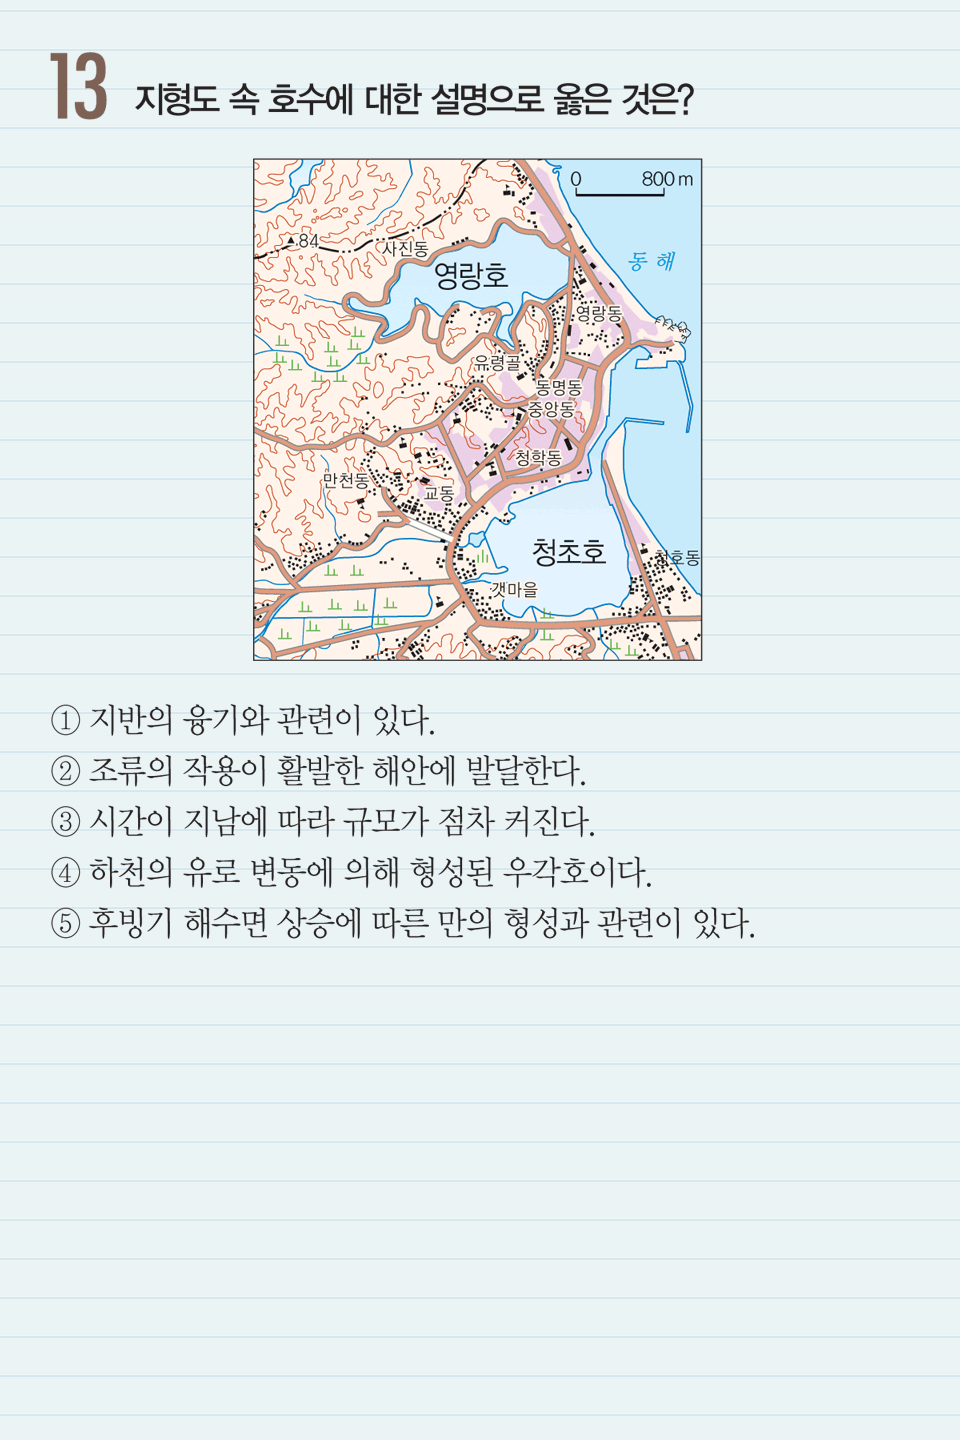 13 지형도 속 호수에 대한 설명으로 옳은 것은?
0 800m
동해
84
사진동
영랑호
영랑동
유령골
동명동
중앙동
청학동
만천동
교동
청초호
청호동
갯마을
① 지반의 융기와 관련이 있다.
② 조류의 작용이 활발한 해안에 발달한다.
③ 시간이 지남에 따라 규모가 점차 커진다.
④ 하천의 유로 변동에 의해 형성된 우각호이다.
⑤ 후빙기 해수면 상승에 따른 만의 형성과 관련이 있다.